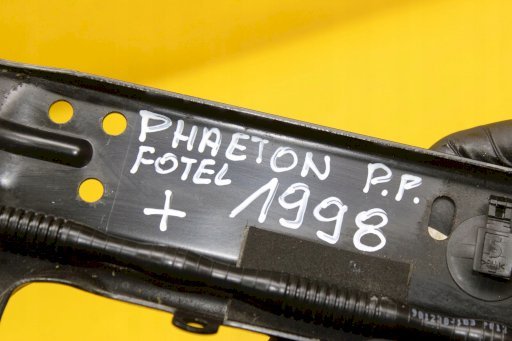 PHAETON P.P.
FOTEL
+ 1998